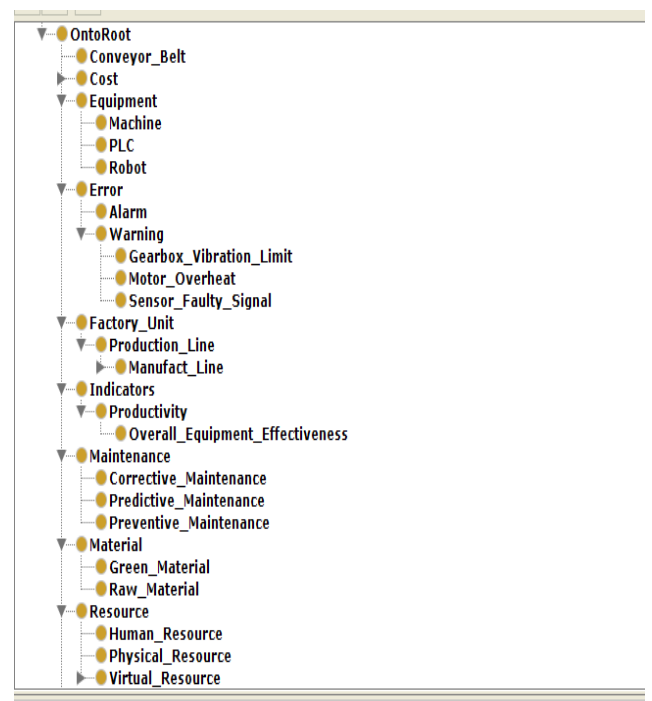 OntoRoot
Conveyor_Belt
Cost
Equipment
Machine
PLC
Robot
Error
Alarm
Warning
Gearbox_Vibration_Limit
Motor_Overheat
Sensor_Faulty_Signal
Factory_Unit
Production_Line
Manufact_Line
Indicators
Productivity
Overall_Equipment_Effectiveness
Maintenance
Corrective_Maintenance
Predictive_Maintenance
Preventive_Maintenance
Material
Green_Material
Raw_Material
Resource
Human_Resource
Physical_Resource
Virtual_Resource